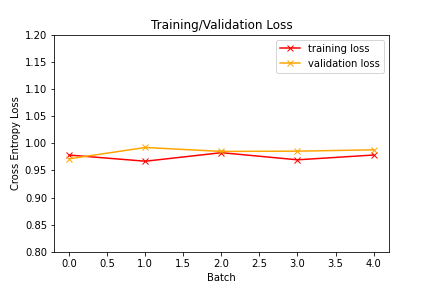 Training/Validation Loss
training loss
validation loss
Cross Entropy Loss
1.20
1.15
1.10
1.05
1.00
0.95
0.90
0.85
0.80
0.0 0.5 1.0 1.5 2.0 2.5 3.0 3.5 4.0
Batch